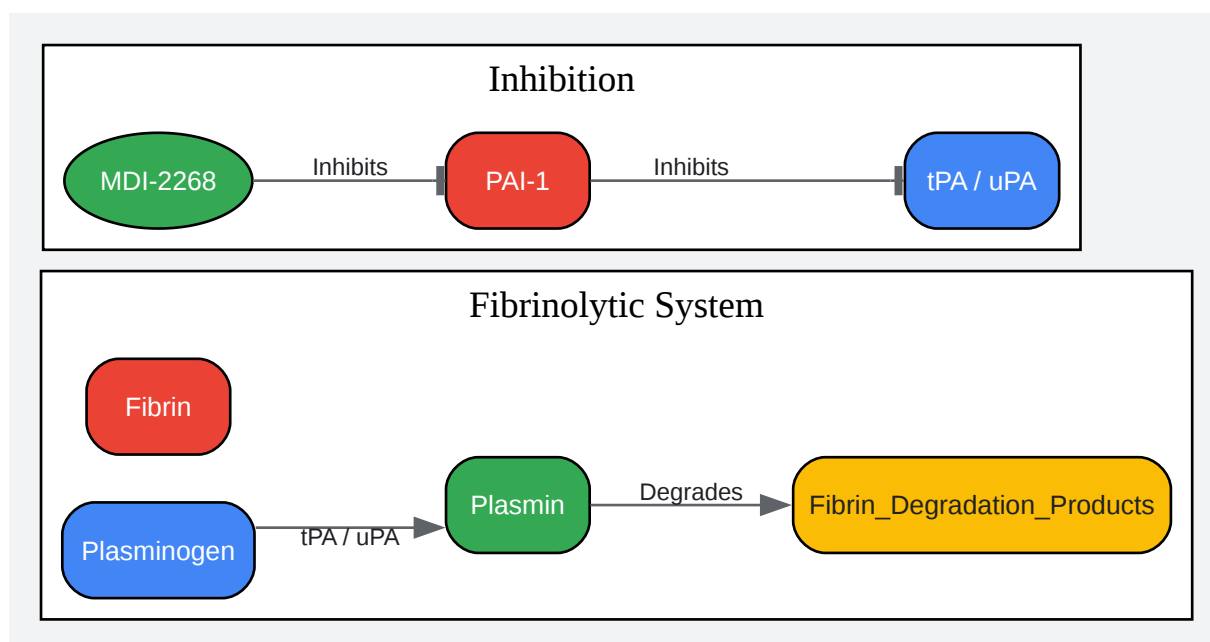 Inhibition
MDI-2268
Inhibits
PAI-1
Inhibits
tPA / uPA
Fibrinolytic System
Fibrin
Plasminogen
tPA / uPA
Plasmin
Degrades
Fibrin_Degradation_Products